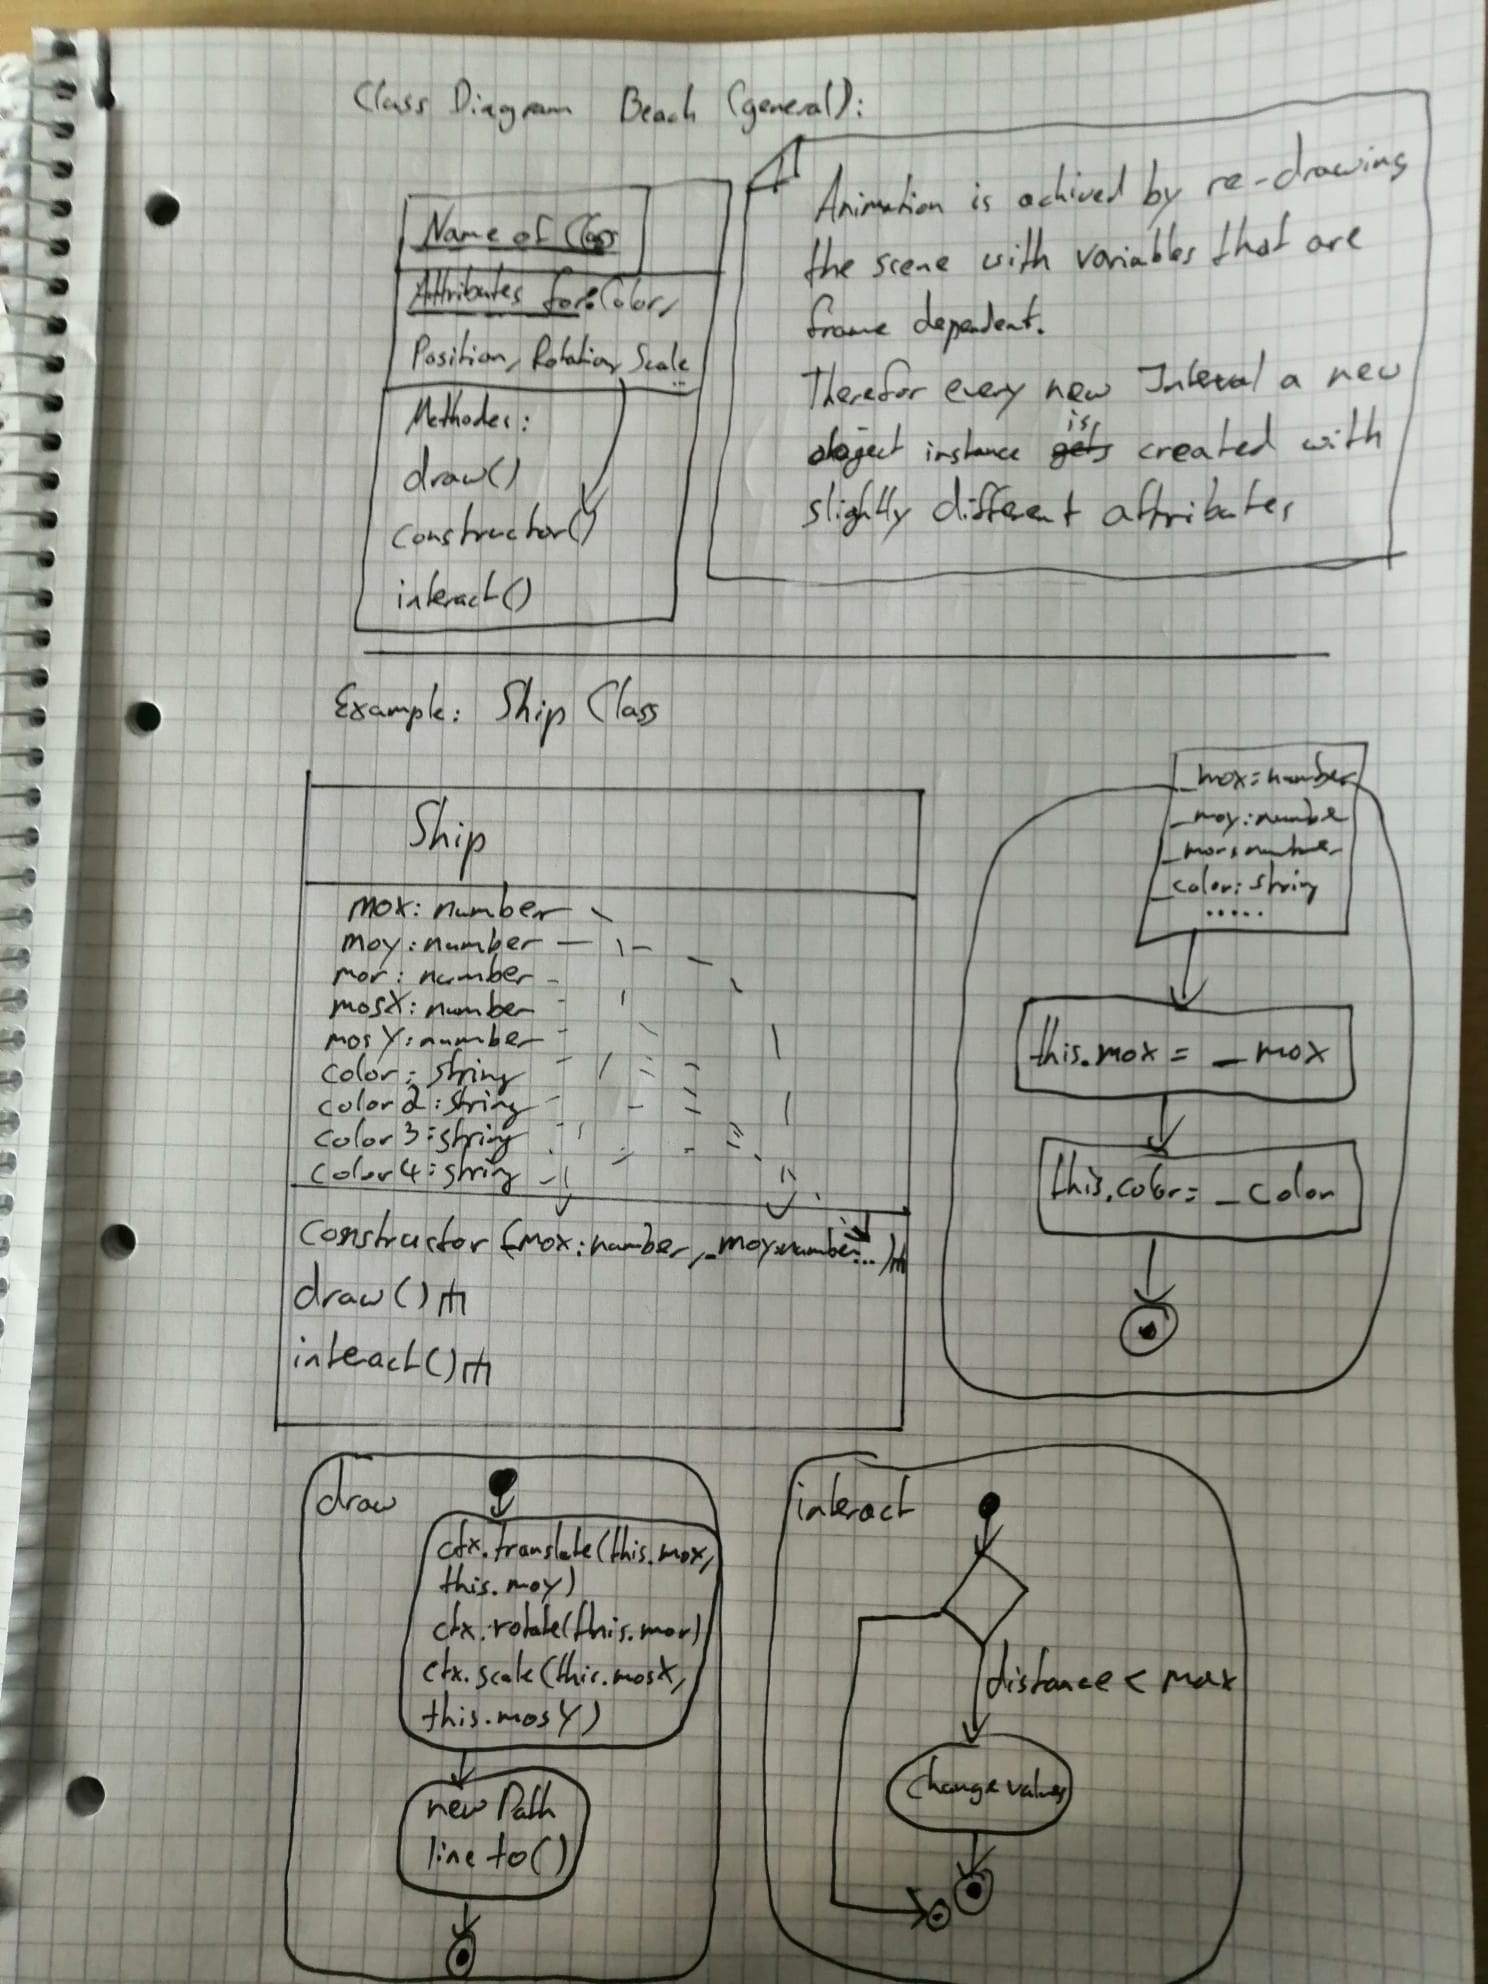 Class Diagram Beach (general):
Name of Class
Attributes for: Color,
Position, Rotation, Scale
Methodes:
draw()
constructor()
interact()
Animation is achived by re-drawing
the scene with variables that are
frame dependent.
Therefor every new Interval a new
object instance gets is created with
slightly different attributes
Example: Ship Class
Ship
mox: number
moy: number
mor: number
mosX: number
mosY: number
color: string
color2: string
color3: string
color4: string
constructor(_mox: number, _moy: number...)
draw()
interact()
_mox: number
_moy: number
_mor: number
_color: string
.....
this.mox = _mox
this.color = _color
draw
ctx.translate(this.mox,
this.moy)
ctx.rotate(this.mor)
ctx.scale(this.mosX,
this.mosY)
new Path
line to()
interact
distance < max
change values